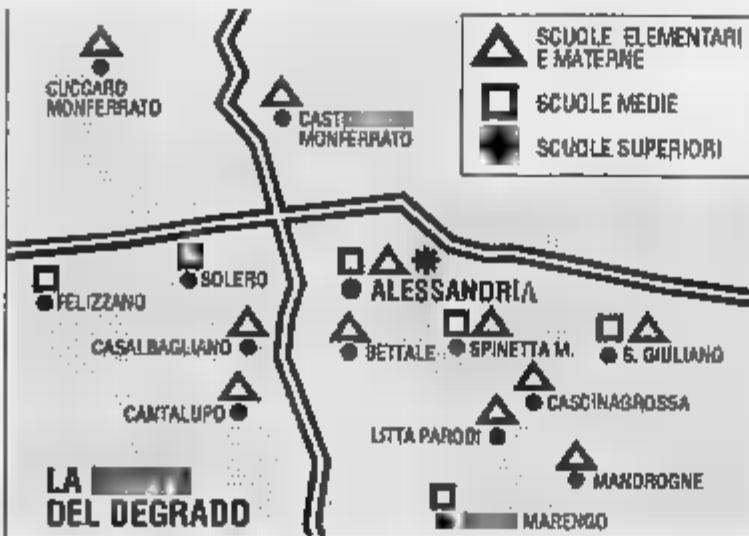 SCUOLE ELEMENTARI
E MATERNE
SCUOLE MEDIE
SCUOLE SUPERIORI
CUCCARO
MONFERRATO
MONFERRATO
SOLERO
FELIZZANO
ALESSANDRIA
CASALBAGLIANO
SPINETTA M.
S. GIULIANO
CANTALUPO
CASCINAGROSSA
LITTA PARODI
MANDROGNE
LA
DEL DEGRADO
MARENGO